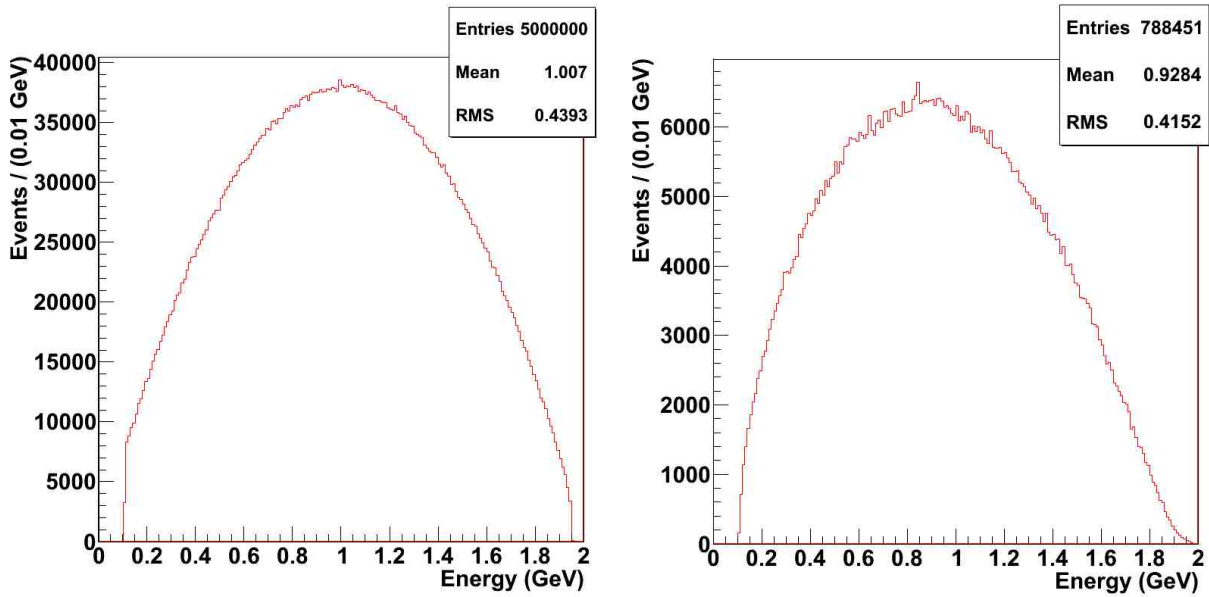 Entries 5000000
Mean 1.007
RMS 0.4393
Events / (0.01 GeV)
40000
35000
30000
25000
20000
15000
10000
5000
0
0 0.2 0.4 0.6 0.8 1 1.2 1.4 1.6 1.8 2
Energy (GeV)
Entries 788451
Mean 0.9284
RMS 0.4152
Events / (0.01 GeV)
6000
5000
4000
3000
2000
1000
0
0 0.2 0.4 0.6 0.8 1 1.2 1.4 1.6 1.8 2
Energy (GeV)